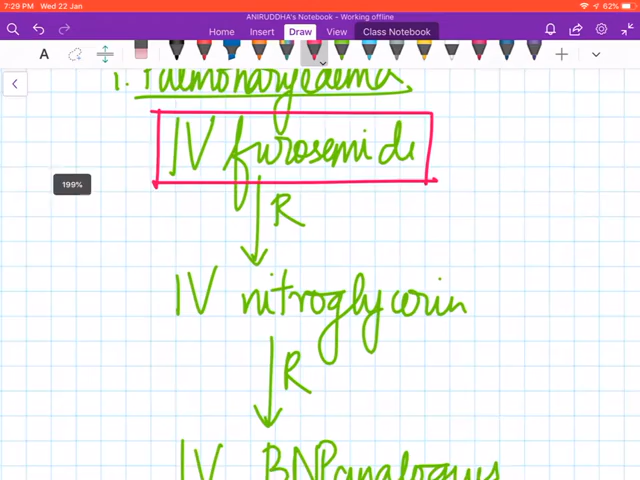 7:29 PM Wed 22 Jan
62%
ANIRUDDHA's Notebook - Working offline
Home Insert Draw View Class Notebook
A
1. Pulmonary edema
IV furosemide
199%
R
IV nitroglycerin
R
IV BNP analogues